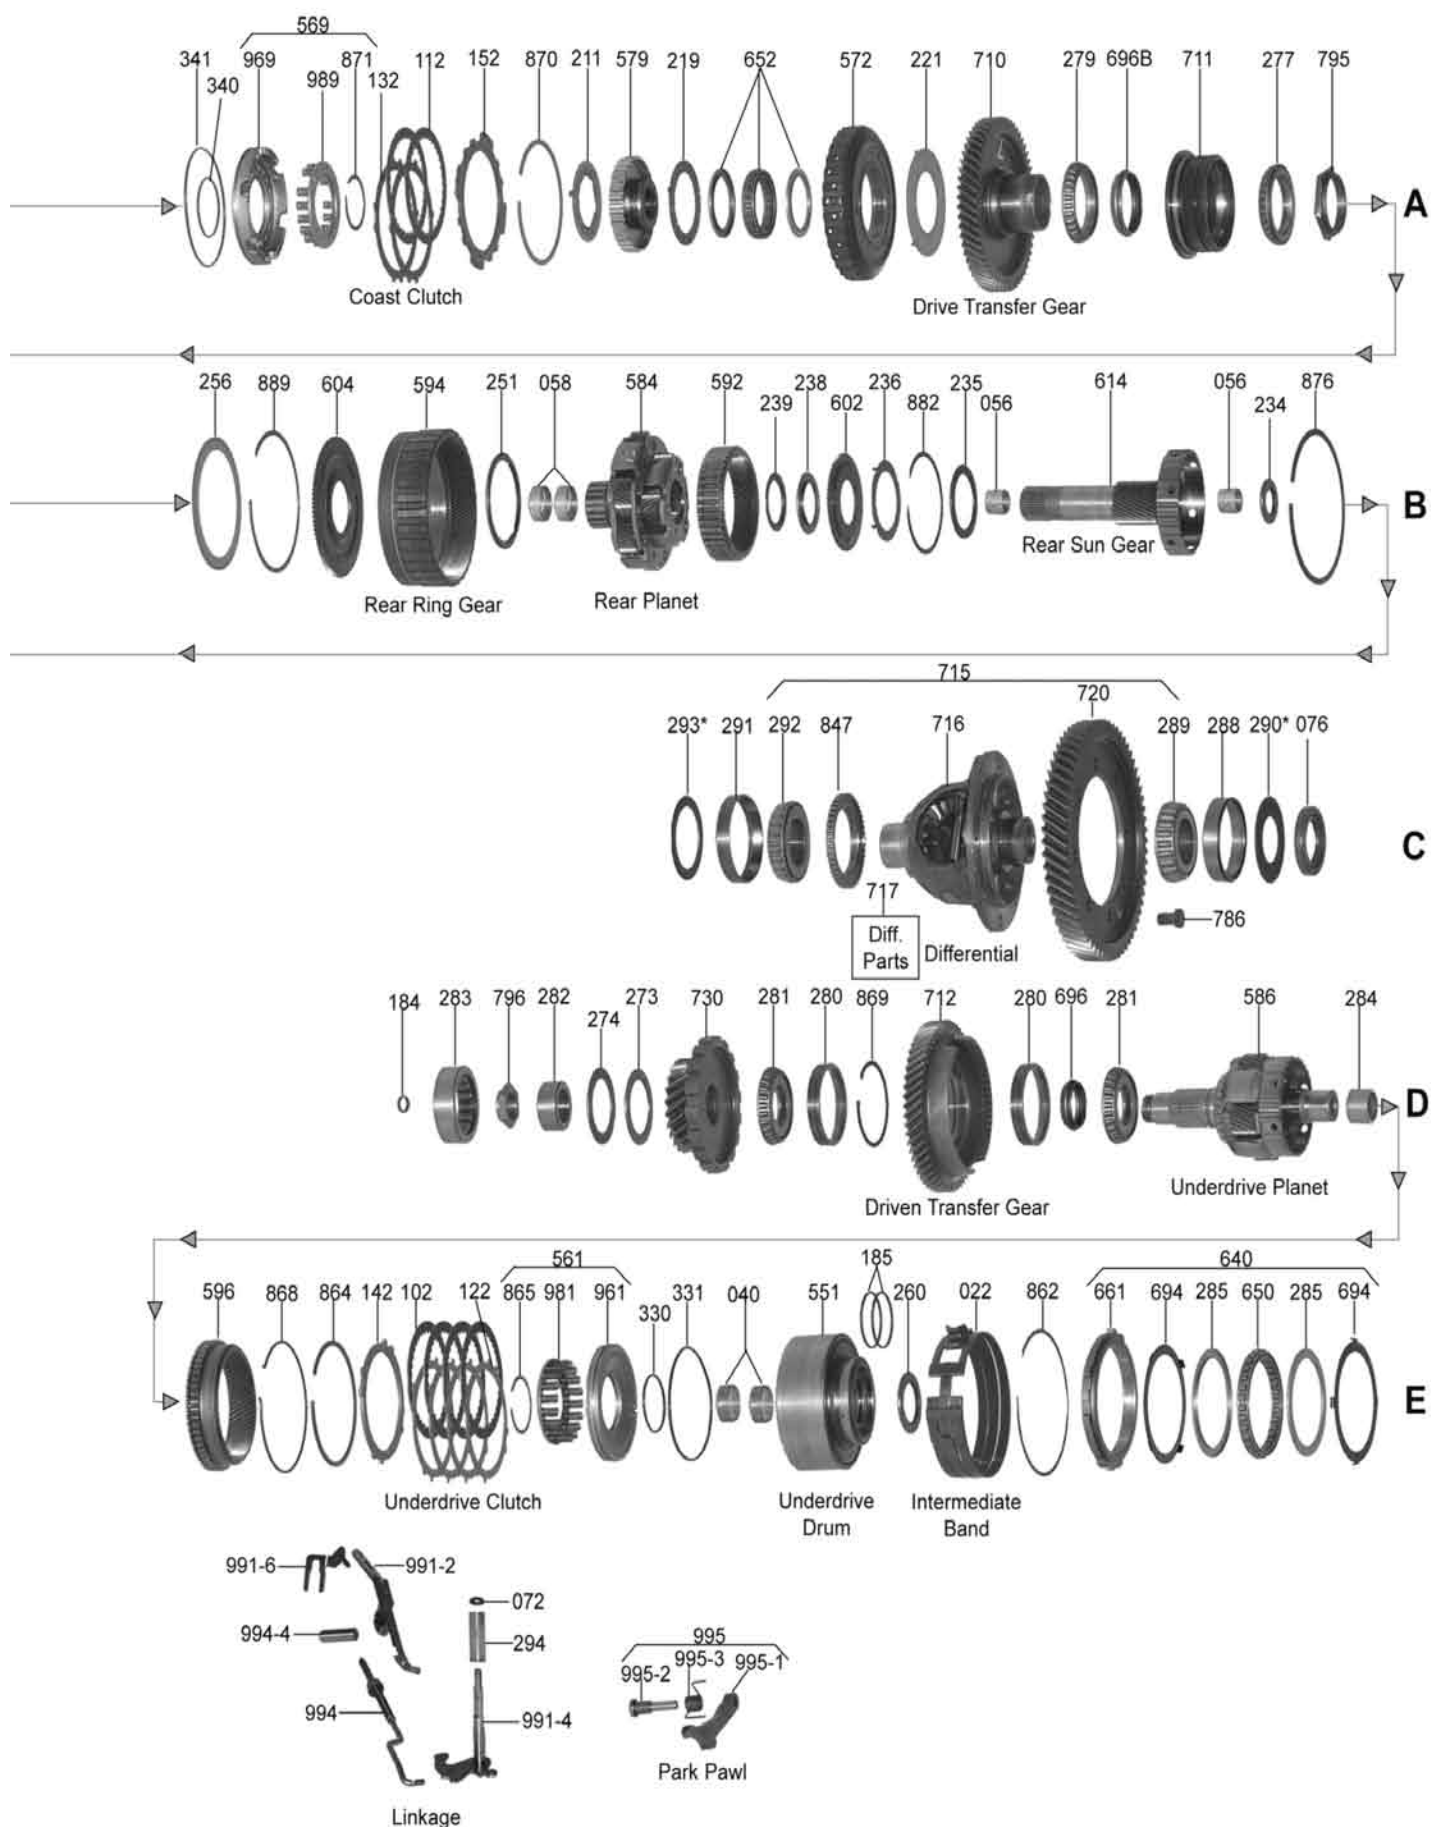 569
341 969 871 112 152 870 211 579 219 652 572 221 710 279 696B 711 277 795
340 989 132
A
Coast Clutch
Drive Transfer Gear
256 889 604 594 251 058 584 592 238 236 235 614 056 876
239 602 882 056 234
B
Rear Sun Gear
Rear Ring Gear
Rear Planet
715
720
293* 291 292 847 716 289 288 290* 076
C
717
786
Diff.
Parts
Differential
184 283 796 282 273 730 281 280 869 712 280 696 281 586 284
274
D
Underdrive Planet
Driven Transfer Gear
561 185 640
596 868 864 142 102 122 865 981 961 331 040 551 260 022 862 661 694 285 650 285 694
330
E
Underdrive Clutch
Underdrive
Drum
Intermediate
Band
991-6 991-2
072
994-4 294
995
995-3 995-1
995-2
994 991-4
Park Pawl
Linkage